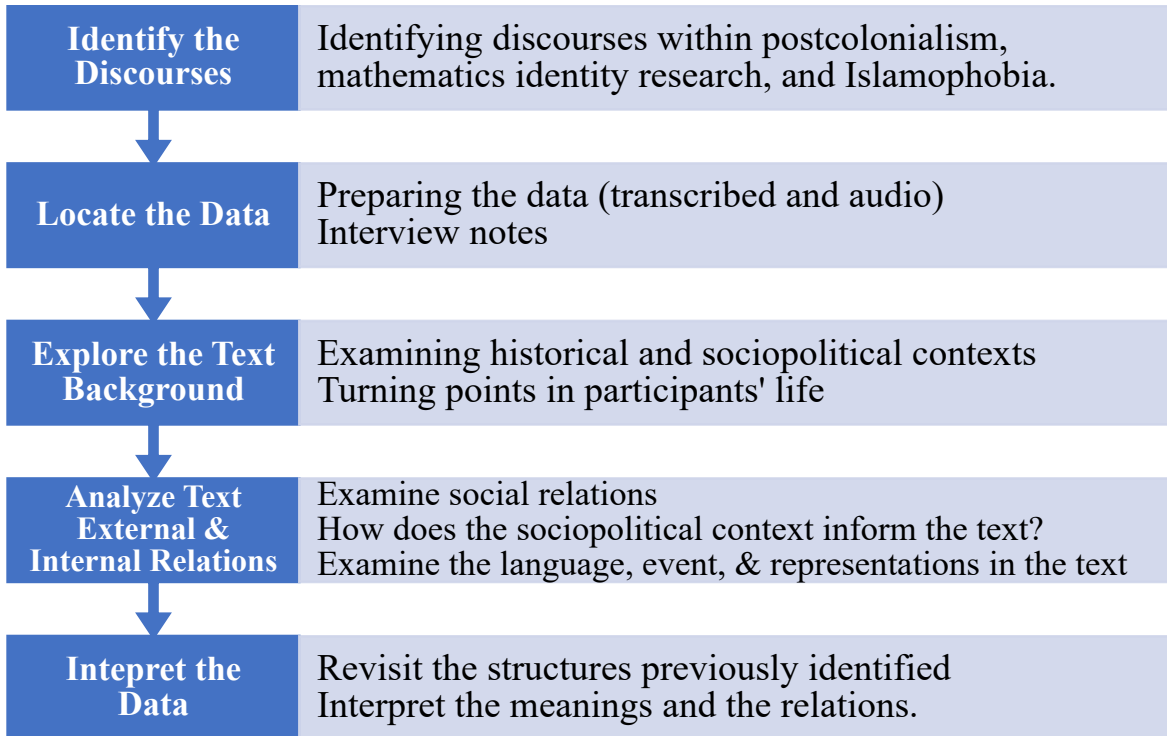 Identify the
Discourses
Identifying discourses within postcolonialism,
mathematics identity research, and Islamophobia.
Locate the Data
Preparing the data (transcribed and audio)
Interview notes
Explore the Text
Background
Examining historical and sociopolitical contexts
Turning points in participants' life
Analyze Text
External &
Internal Relations
Examine social relations
How does the sociopolitical context inform the text?
Examine the language, event, & representations in the text
Intepret the
Data
Revisit the structures previously identified
Interpret the meanings and the relations.